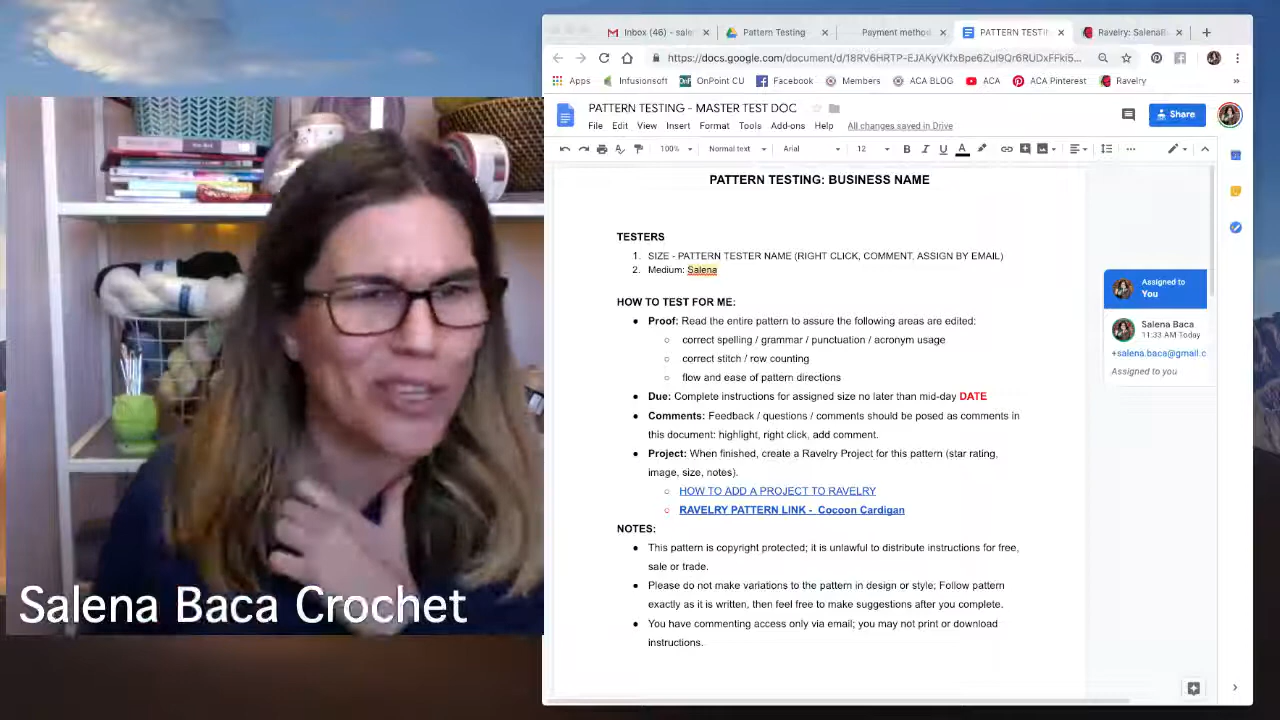 Inbox (46) - sale
Pattern Testing
Payment method
PATTERN TESTIN
Ravelry: SalenaB
https://docs.google.com/document/d/18RV6HRTP-EJAKyVKfxBpe6ZuI9Qr6RUDxFFki5...
Apps
Infusionsoft
OnPoint CU
Facebook
Members
ACA BLOG
ACA
ACA Pinterest
Ravelry
»
PATTERN TESTING - MASTER TEST DOC
File Edit View Insert Format Tools Add-ons Help All changes saved in Drive
Share
100% Normal text Arial 12 B I U A
PATTERN TESTING: BUSINESS NAME
TESTERS
1. SIZE - PATTERN TESTER NAME (RIGHT CLICK, COMMENT, ASSIGN BY EMAIL)
2. Medium: Salena
Assigned to
You
Salena Baca
11:33 AM Today
+salena.baca@gmail.c
Assigned to you
HOW TO TEST FOR ME:
● Proof: Read the entire pattern to assure the following areas are edited:
○ correct spelling / grammar / punctuation / acronym usage
○ correct stitch / row counting
○ flow and ease of pattern directions
● Due: Complete instructions for assigned size no later than mid-day DATE
● Comments: Feedback / questions / comments should be posed as comments in
this document: highlight, right click, add comment.
● Project: When finished, create a Ravelry Project for this pattern (star rating,
image, size, notes).
○ HOW TO ADD A PROJECT TO RAVELRY
○ RAVELRY PATTERN LINK - Cocoon Cardigan
NOTES:
● This pattern is copyright protected; it is unlawful to distribute instructions for free,
sale or trade.
● Please do not make variations to the pattern in design or style; Follow pattern
exactly as it is written, then feel free to make suggestions after you complete.
● You have commenting access only via email; you may not print or download
instructions.
Salena Baca Crochet